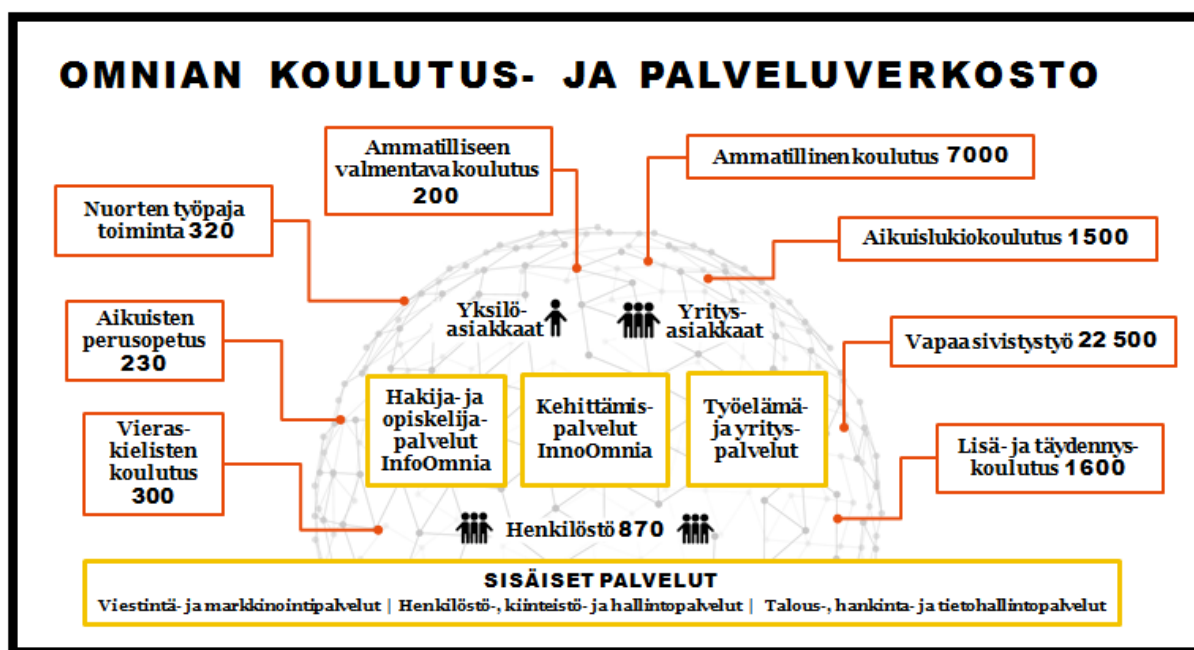 OMNIAN KOULUTUS- JA PALVELUVERKOSTO
Ammatilliseen
valmentava koulutus
200
Ammatillinen koulutus 7000
Nuorten työpaja
toiminta 320
Aikuislukiokoulutus 1500
Aikuisten
perusopetus
230
Yksilö-
asiakkaat
Yritys-
asiakkaat
Vapaa sivistystyö 22 500
Vieras-
kielisten
koulutus
300
Hakija- ja
opiskelija-
palvelut
InfoOmnia
Kehittämis-
palvelut
InnoOmnia
Työelämä-
ja yritys-
palvelut
Lisä- ja täydennys-
koulutus 1600
Henkilöstö 870
SISÄISET PALVELUT
Viestintä- ja markkinointipalvelut | Henkilöstö-, kiinteistö- ja hallintopalvelut | Talous-, hankinta- ja tietohallintopalvelut